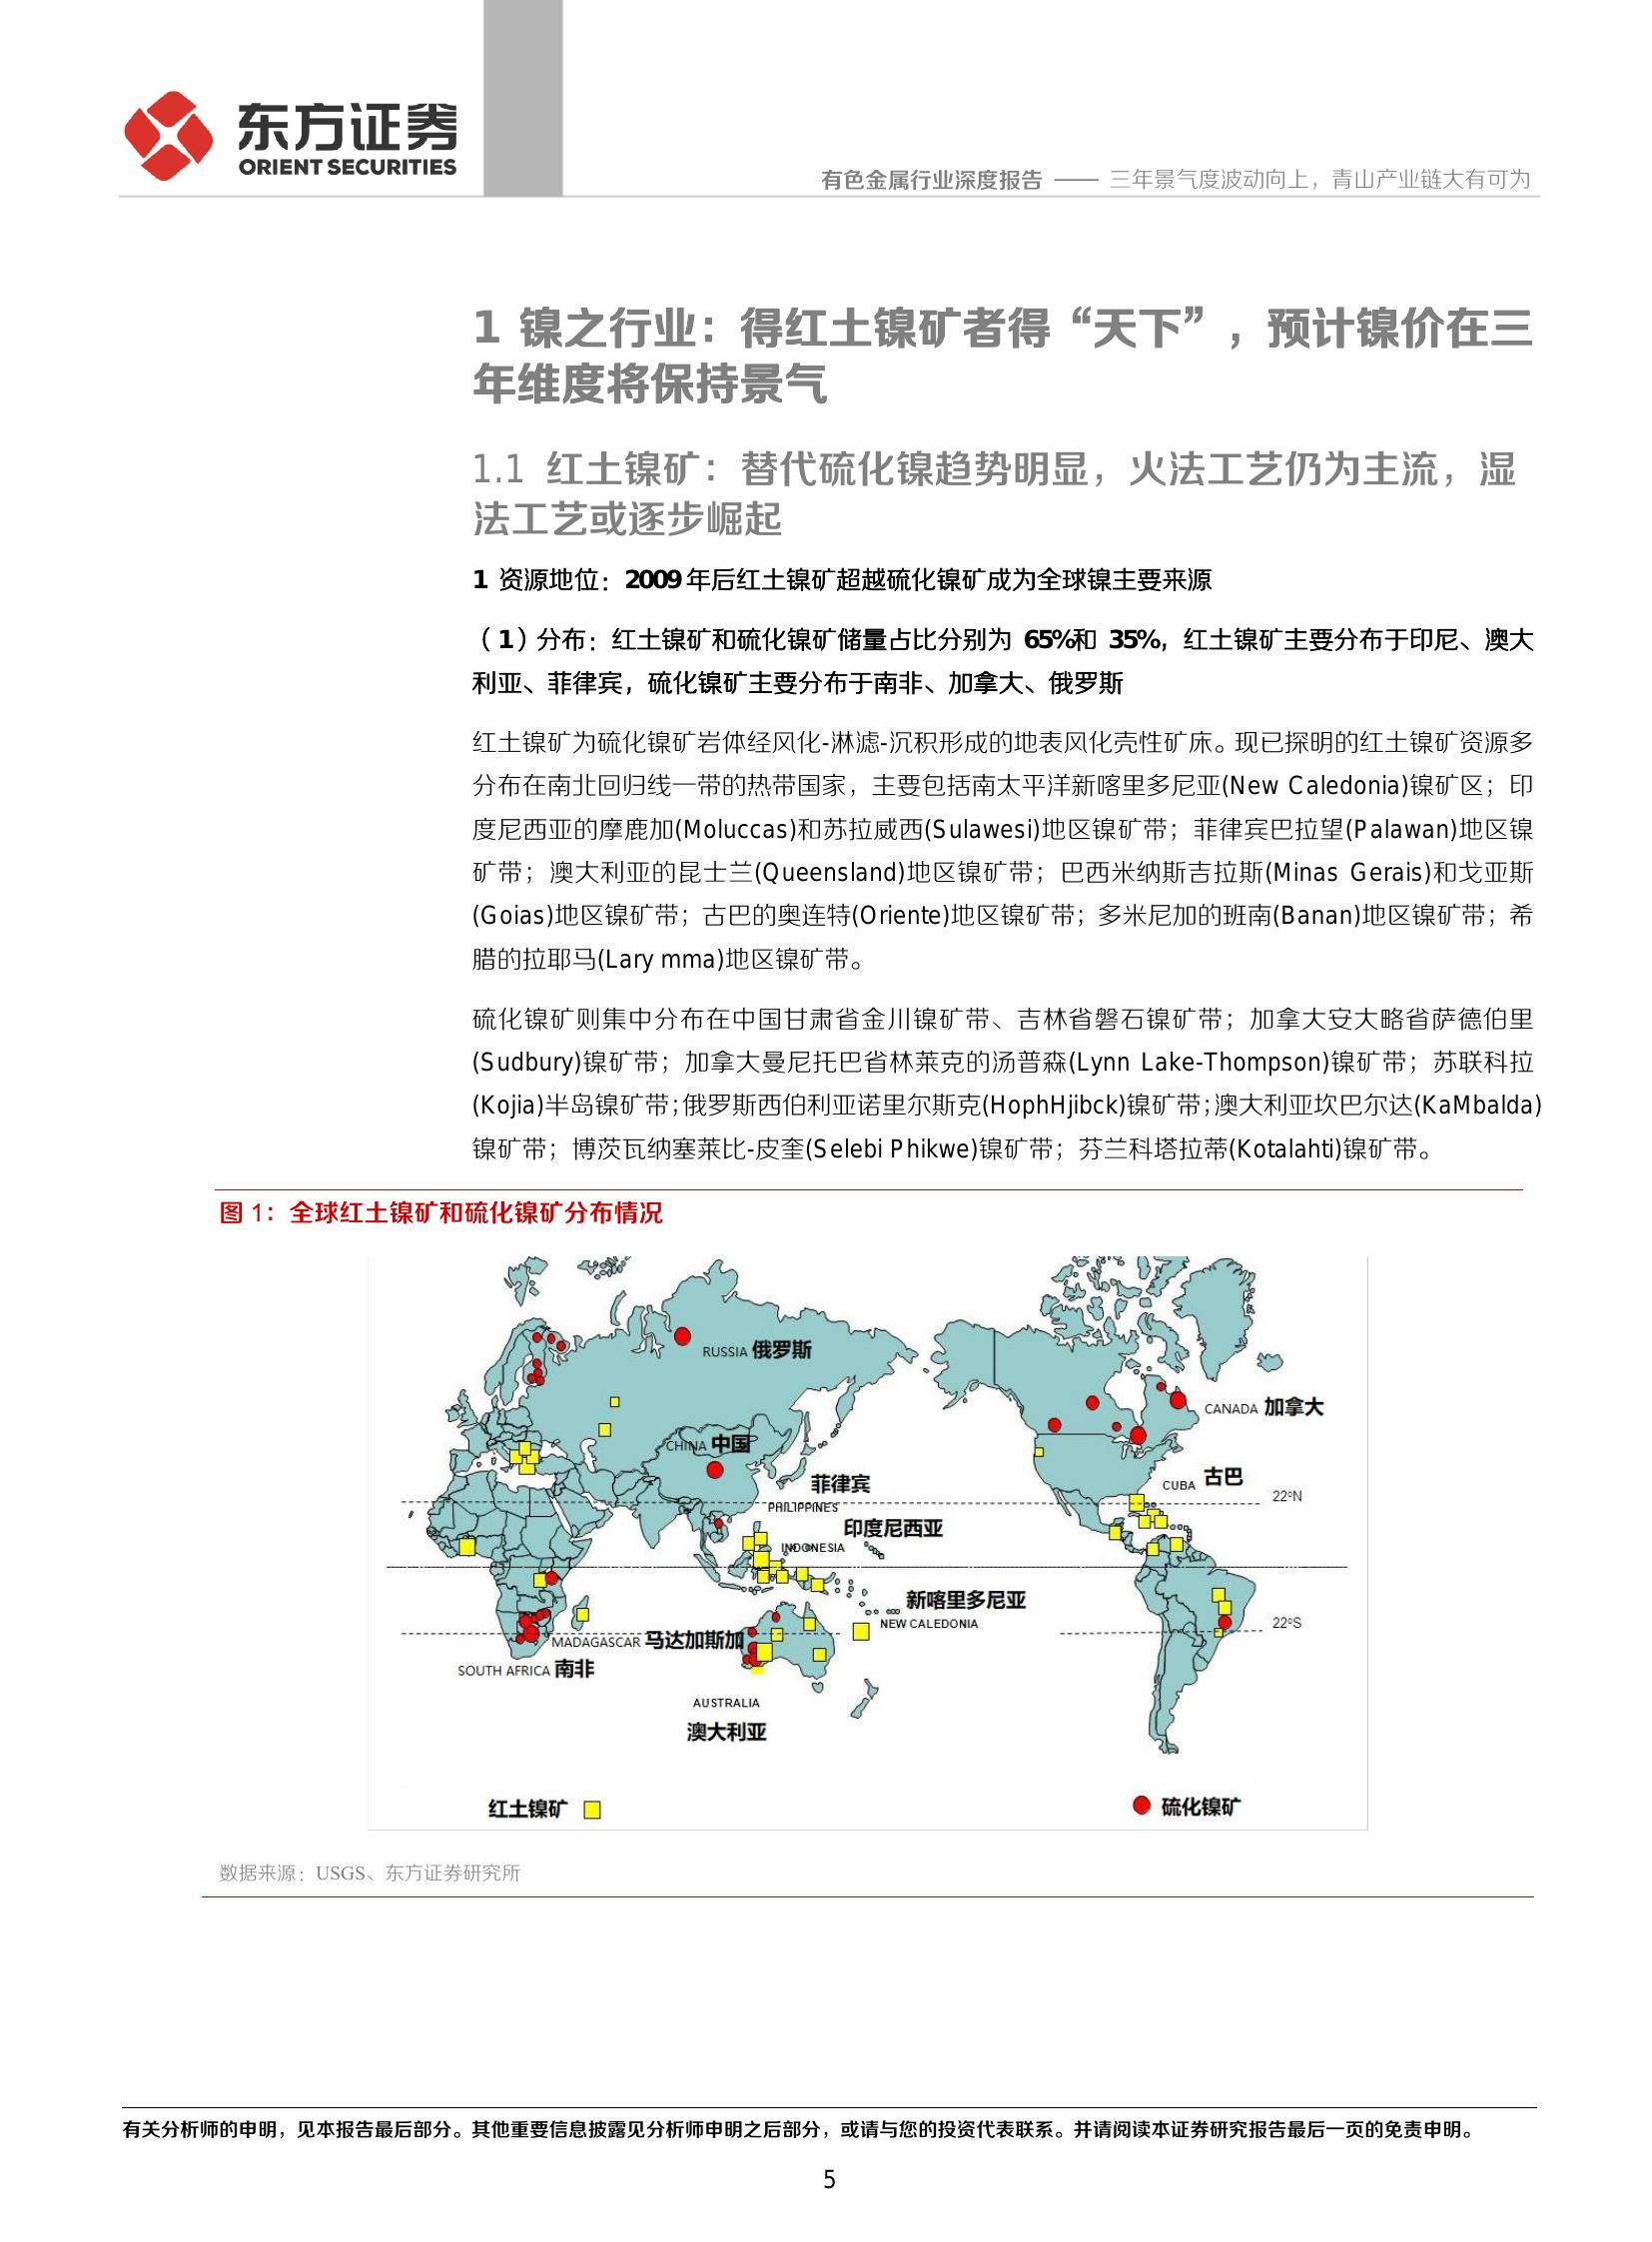 东方证券
ORIENT SECURITIES
有色金属行业深度报告 —— 三年景气度波动向上，青山产业链大有可为
1 镍之行业：得红土镍矿者得“天下”，预计镍价在三
年维度将保持景气
1.1 红土镍矿：替代硫化镍趋势明显，火法工艺仍为主流，湿
法工艺或逐步崛起
1 资源地位：2009 年后红土镍矿超越硫化镍矿成为全球镍主要来源
（1）分布：红土镍矿和硫化镍矿储量占比分别为 65%和 35%，红土镍矿主要分布于印尼、澳大
利亚、菲律宾，硫化镍矿主要分布于南非、加拿大、俄罗斯
红土镍矿为硫化镍矿岩体经风化-淋滤-沉积形成的地表风化壳性矿床。现已探明的红土镍矿资源多
分布在南北回归线一带的热带国家，主要包括南太平洋新喀里多尼亚(New Caledonia)镍矿区；印
度尼西亚的摩鹿加(Moluccas)和苏拉威西(Sulawesi)地区镍矿带；菲律宾巴拉望(Palawan)地区镍
矿带；澳大利亚的昆士兰(Queensland)地区镍矿带；巴西米纳斯吉拉斯(Minas Gerais)和戈亚斯
(Goias)地区镍矿带；古巴的奥连特(Oriente)地区镍矿带；多米尼加的班南(Banan)地区镍矿带；希
腊的拉耶马(Lary mma)地区镍矿带。
硫化镍矿则集中分布在中国甘肃省金川镍矿带、吉林省磐石镍矿带；加拿大安大略省萨德伯里
(Sudbury)镍矿带；加拿大曼尼托巴省林莱克的汤普森(Lynn Lake-Thompson)镍矿带；苏联科拉
(Kojia)半岛镍矿带；俄罗斯西伯利亚诺里尔斯克(HophHjibck)镍矿带；澳大利亚坎巴尔达(KaMbalda)
镍矿带；博茨瓦纳塞莱比-皮奎(Selebi Phikwe)镍矿带；芬兰科塔拉蒂(Kotalahti)镍矿带。
图 1：全球红土镍矿和硫化镍矿分布情况
RUSSIA 俄罗斯
CANADA 加拿大
CHINA 中国
菲律宾
PHILIPPINES
CUBA 古巴
22ºN
印度尼西亚
INDONESIA
新喀里多尼亚
NEW CALEDONIA
22ºS
MADAGASCAR 马达加斯加
SOUTH AFRICA 南非
AUSTRALIA
澳大利亚
红土镍矿
硫化镍矿
数据来源：USGS、东方证券研究所
有关分析师的申明，见本报告最后部分。其他重要信息披露见分析师申明之后部分，或请与您的投资代表联系。并请阅读本证券研究报告最后一页的免责申明。
5